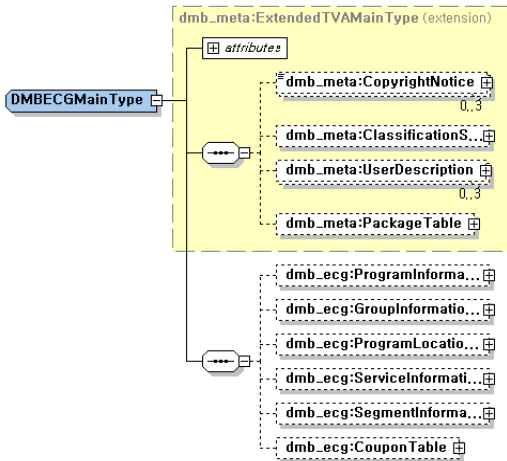 dmb_meta:ExtendedTVAMainType (extension)
attributes
DMBECGMainType
dmb_meta:CopyrightNotice
0..3
dmb_meta:ClassificationS...
dmb_meta:UserDescription
0..3
dmb_meta:PackageTable
dmb_ecg:ProgramInforma...
dmb_ecg:GroupInformatio...
dmb_ecg:ProgramLocatio...
dmb_ecg:ServiceInformati...
dmb_ecg:SegmentInforma...
dmb_ecg:CouponTable